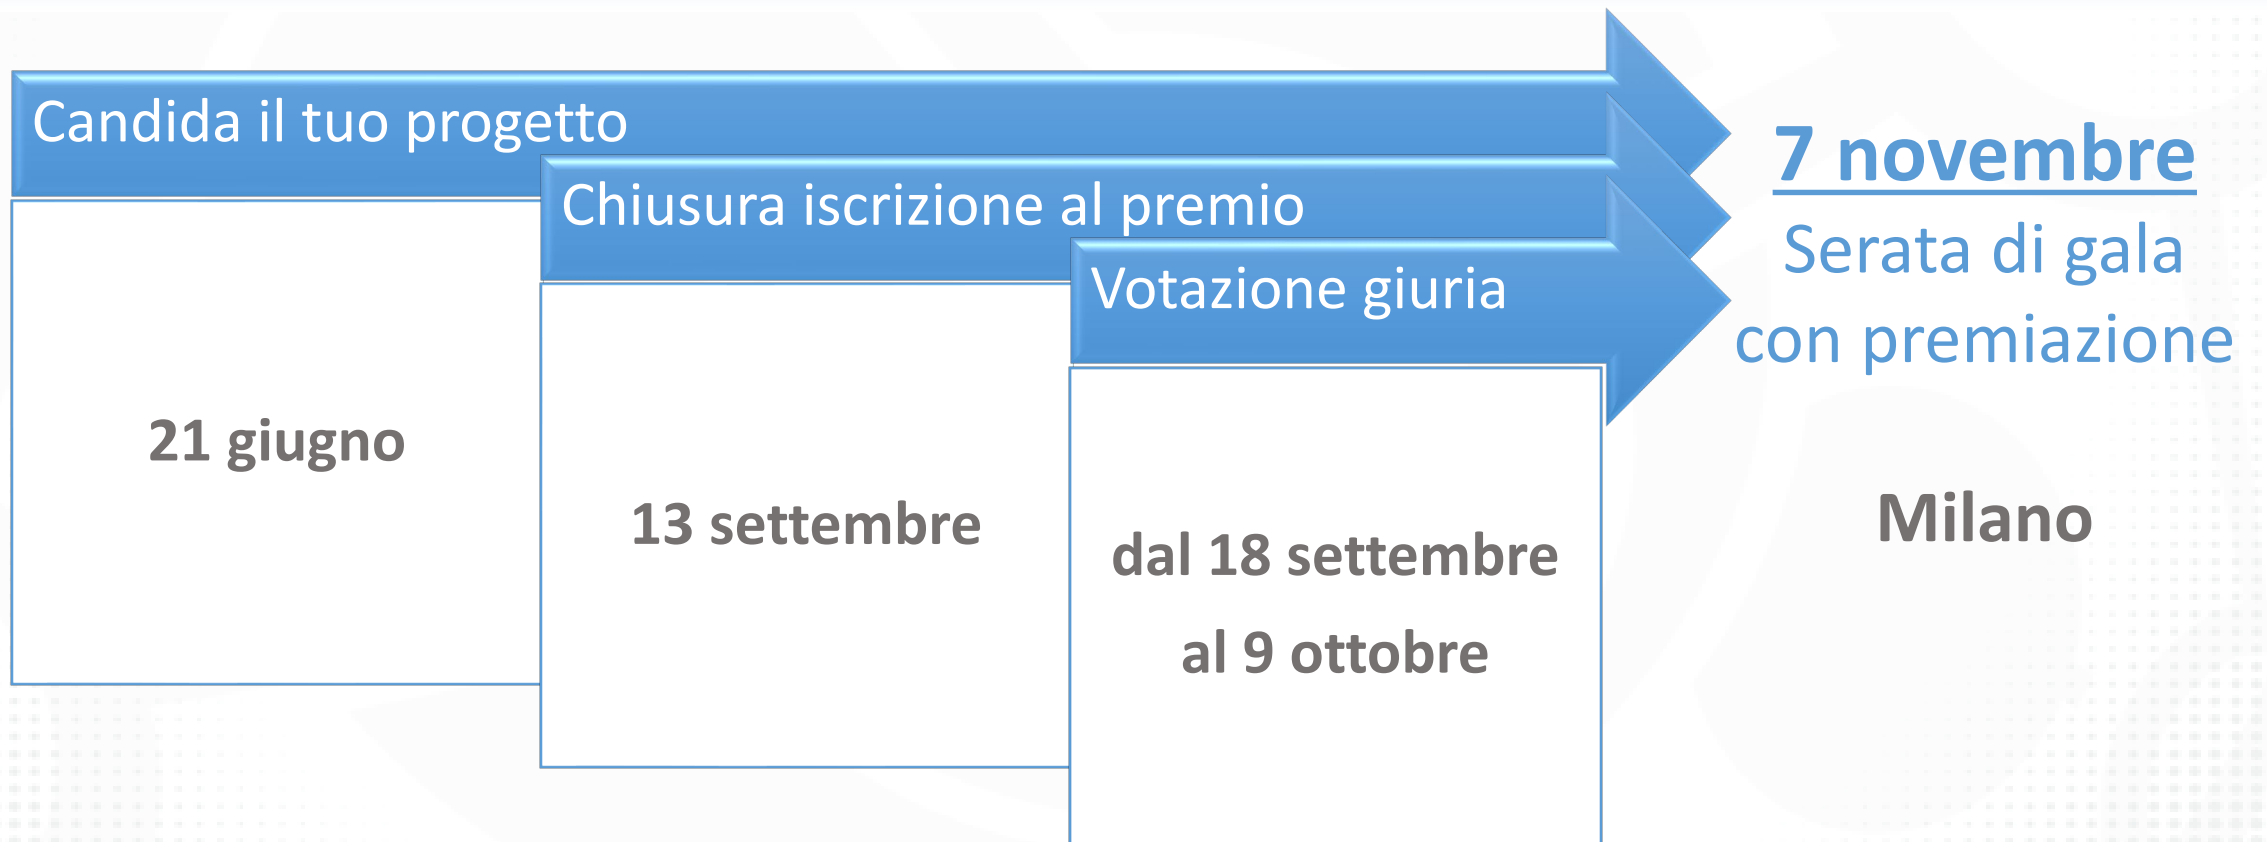 Candida il tuo progetto
21 giugno
Chiusura iscrizione al premio
13 settembre
Votazione giuria
dal 18 settembre
al 9 ottobre
7 novembre
Serata di gala
con premiazione
Milano